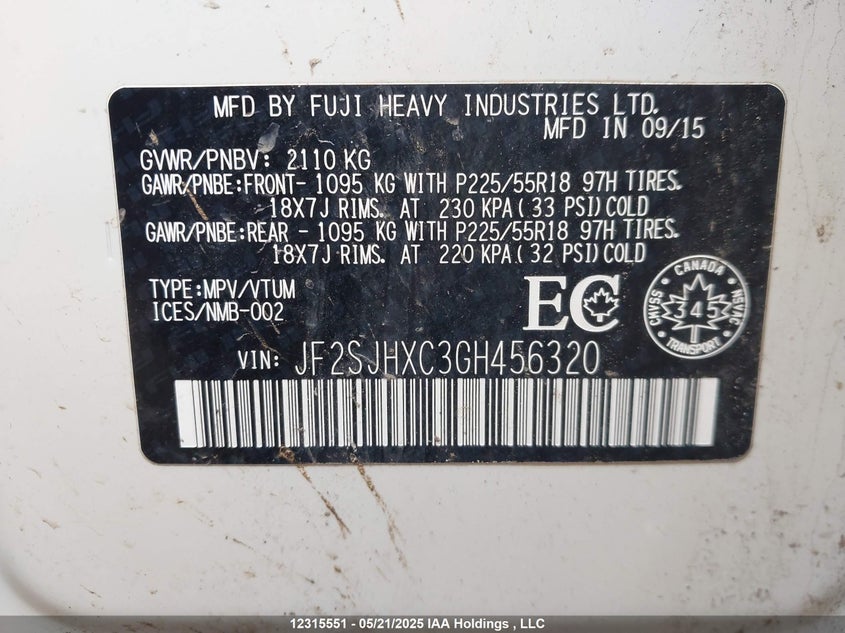 MFD BY FUJI HEAVY INDUSTRIES LTD.
MFD IN 09/15
GVWR/PNBV: 2110 KG
GAWR/PNBE:FRONT- 1095 KG WITH P225/55R18 97H TIRES.
18X7J RIMS. AT 230 KPA(33 PSI)COLD
GAWR/PNBE:REAR - 1095 KG WITH P225/55R18 97H TIRES.
18X7J RIMS. AT 220 KPA(32 PSI)COLD
TYPE:MPV/VTUM
ICES/NMB-002
EC
CANADA
CMVSS 345 NSVAC
TRANSPORT
VIN: JF2SJHXC3GH456320
12315551 - 05/21/2025 IAA Holdings , LLC